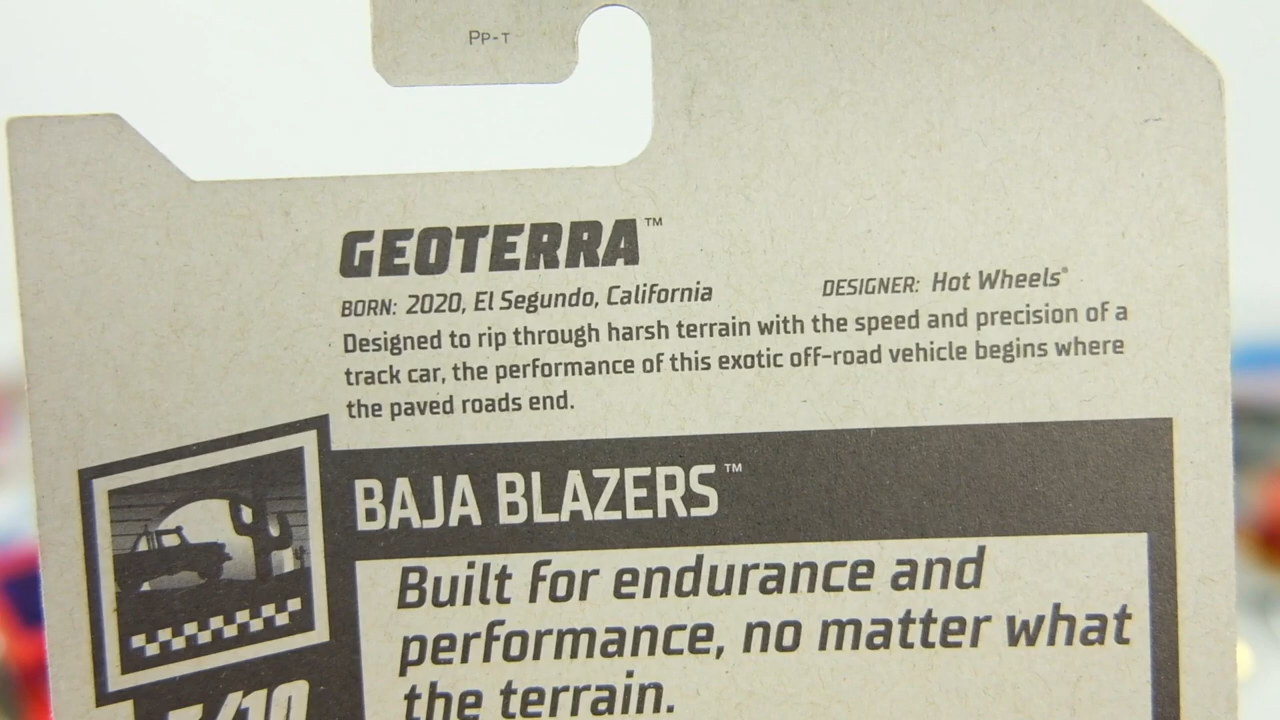 Pp-T
GEOTERRA™
BORN: 2020, El Segundo, California DESIGNER: Hot Wheels®
Designed to rip through harsh terrain with the speed and precision of a
track car, the performance of this exotic off-road vehicle begins where
the paved roads end.
BAJA BLAZERS™
Built for endurance and
performance, no matter what
the terrain.
/10